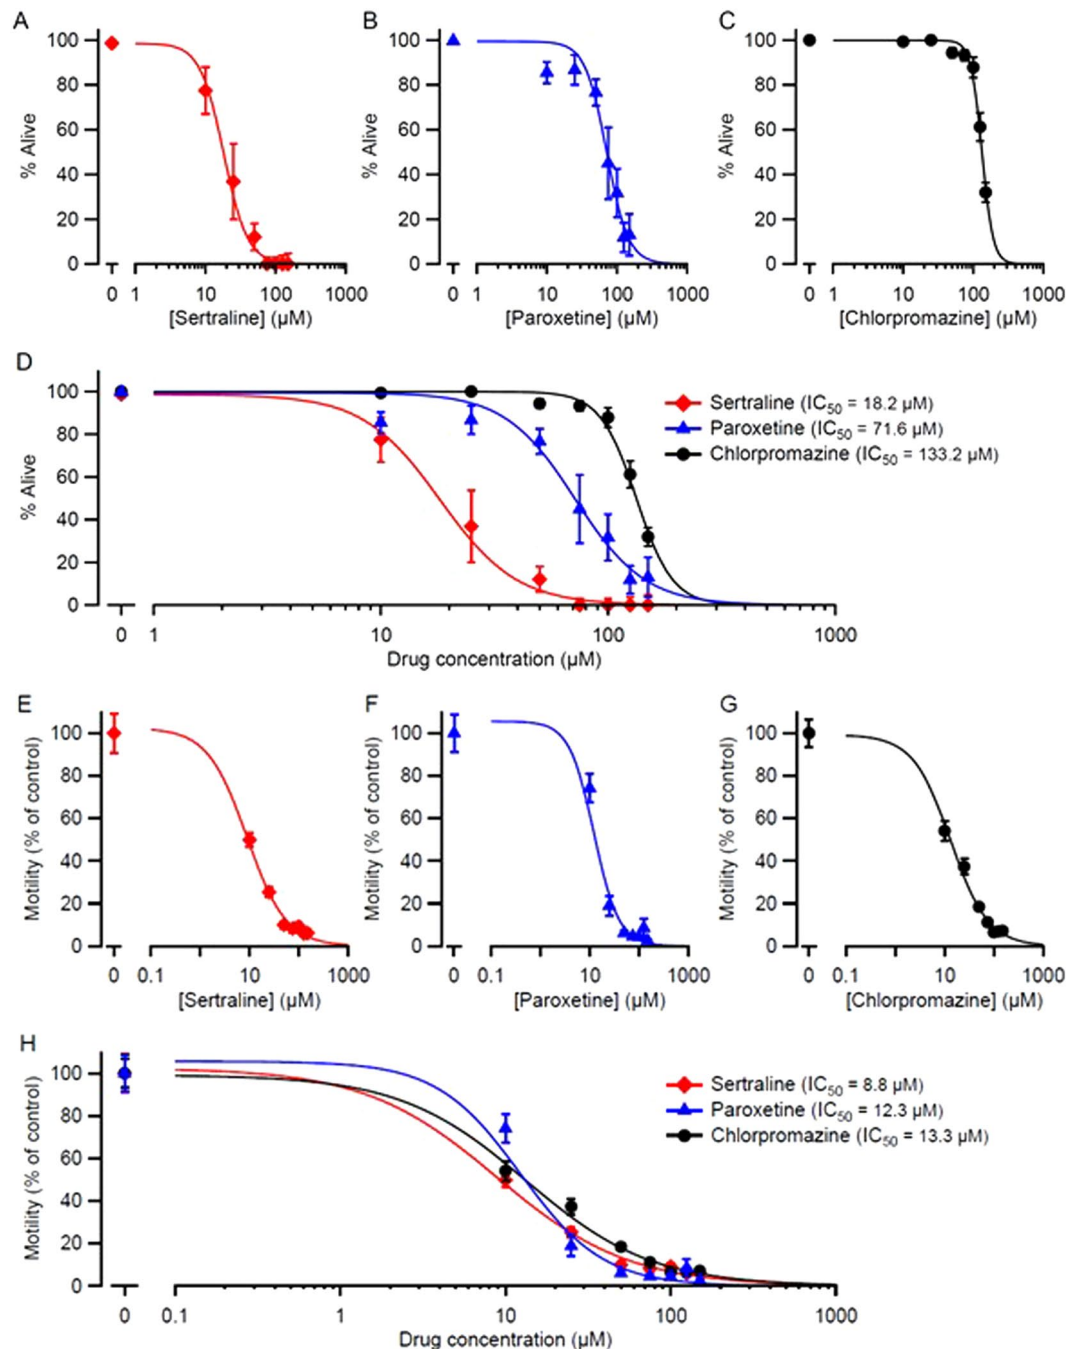 A
B
C
% Alive
% Alive
% Alive
100
80
60
40
20
0
100
80
60
40
20
0
100
80
60
40
20
0
0 1 10 100 1000
0 1 10 100 1000
0 1 10 100 1000
[Sertraline] (µM)
[Paroxetine] (µM)
[Chlorpromazine] (µM)
D
% Alive
100
80
60
40
20
0
Sertraline (IC50 = 18.2 µM)
Paroxetine (IC50 = 71.6 µM)
Chlorpromazine (IC50 = 133.2 µM)
0 1 10 100 1000
Drug concentration (µM)
E
F
G
Motility (% of control)
Motility (% of control)
Motility (% of control)
100
80
60
40
20
0
100
80
60
40
20
0
100
80
60
40
20
0
0 0.1 10 1000
0 0.1 10 1000
0 0.1 10 1000
[Sertraline] (µM)
[Paroxetine] (µM)
[Chlorpromazine] (µM)
H
Motility (% of control)
100
80
60
40
20
0
Sertraline (IC50 = 8.8 µM)
Paroxetine (IC50 = 12.3 µM)
Chlorpromazine (IC50 = 13.3 µM)
0 0.1 1 10 100 1000
Drug concentration (µM)